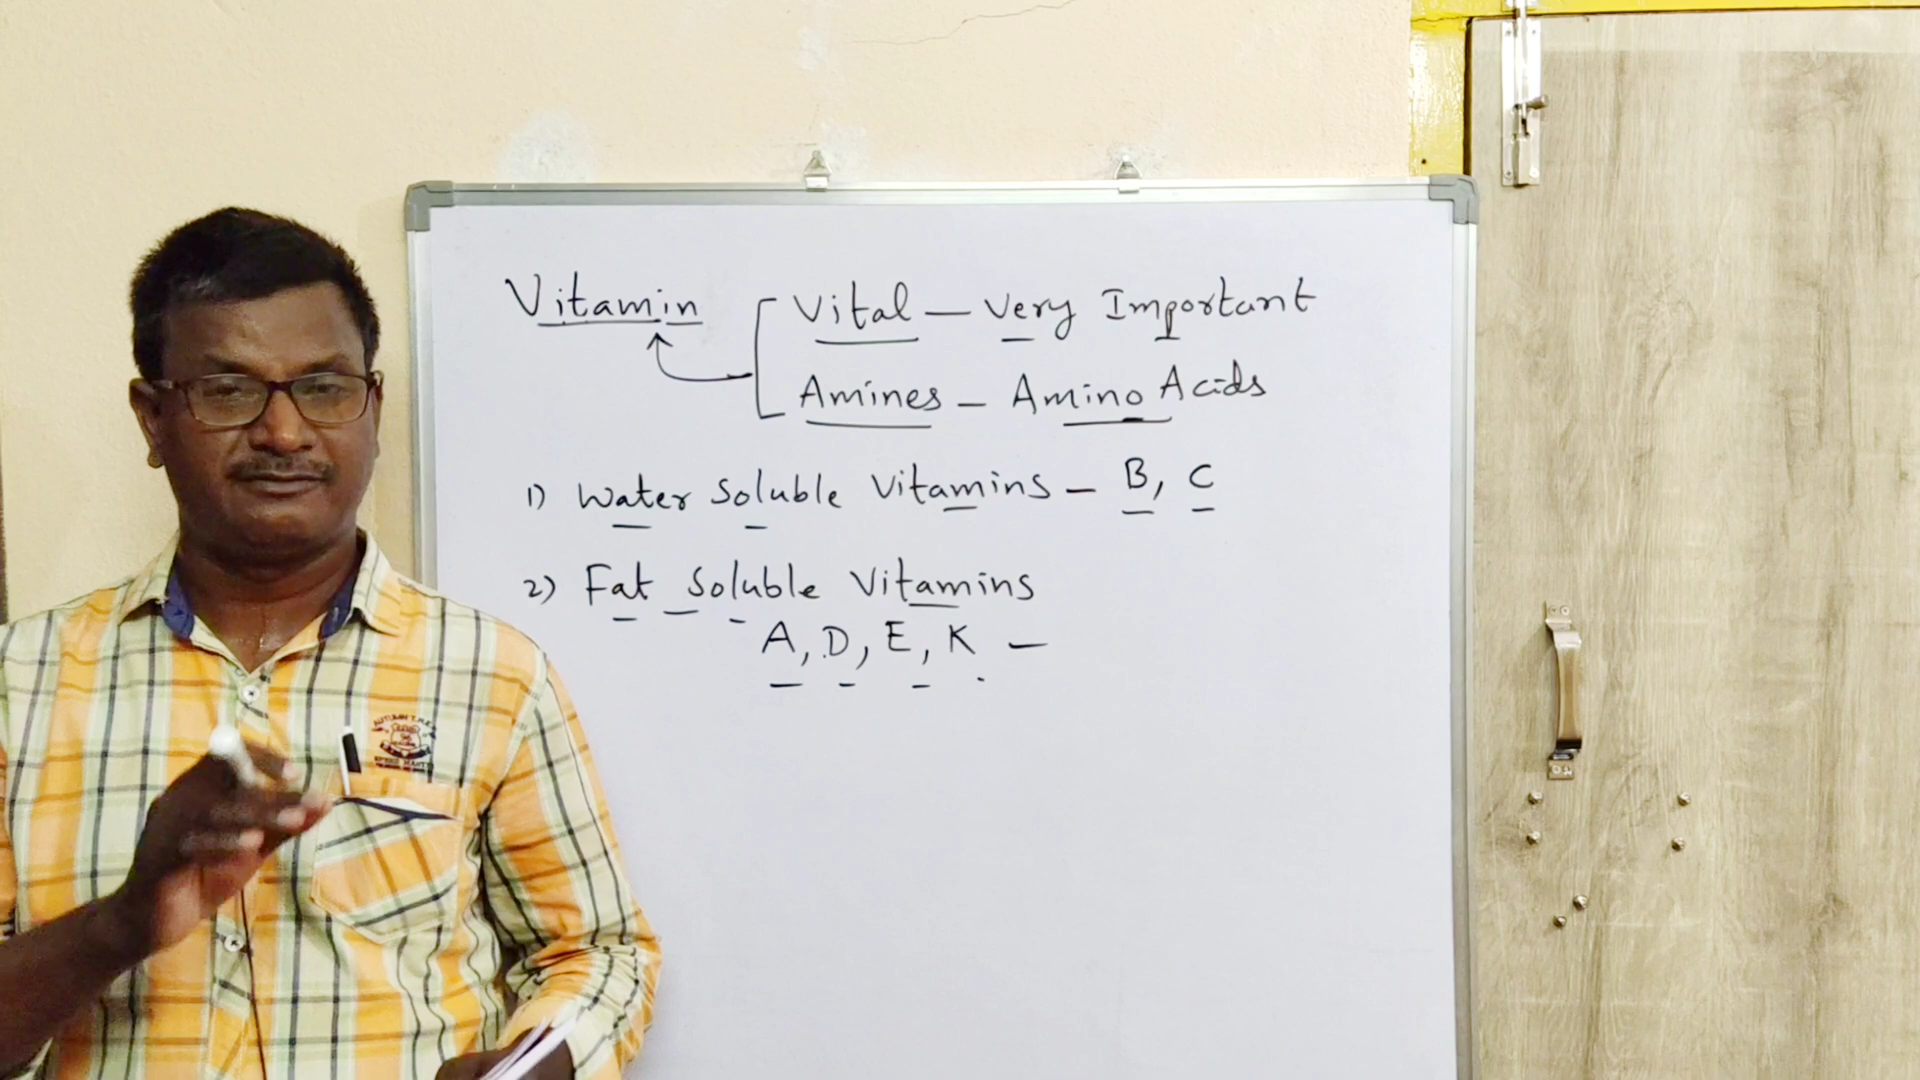 Vitamin Vital – Very Important
Amines – Amino Acids
1) Water Soluble Vitamins – B, C
2) Fat Soluble Vitamins
A, D, E, K –